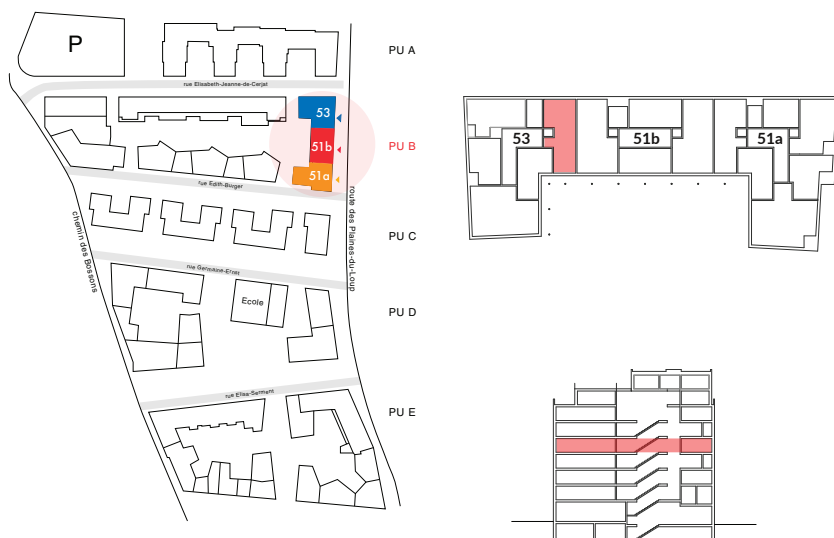 P
PU A
rue Elisabeth-Jeanne-de-Cerjat
53
51b
PU B
51a
rue Edith-Burger
route des Plaines-du-Loup
chemin des Bossons
PU C
rue Germaine-Ernst
Ecole
PU D
rue Elisa-Serment
PU E
53
51b
51a